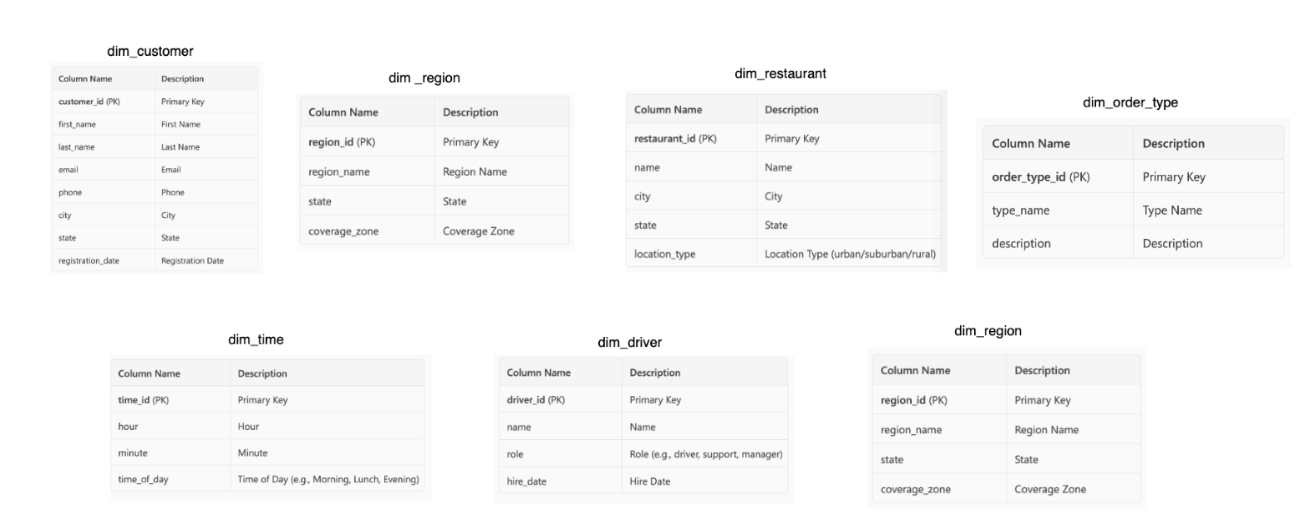 dim_customer
Column Name Description
customer_id (PK) Primary Key
first_name First Name
last_name Last Name
email Email
phone Phone
city City
state State
registration_date Registration Date
dim _region
Column Name Description
region_id (PK) Primary Key
region_name Region Name
state State
coverage_zone Coverage Zone
dim_restaurant
Column Name Description
restaurant_id (PK) Primary Key
name Name
city City
state State
location_type Location Type (urban/suburban/rural)
dim_order_type
Column Name Description
order_type_id (PK) Primary Key
type_name Type Name
description Description
dim_time
Column Name Description
time_id (PK) Primary Key
hour Hour
minute Minute
time_of_day Time of Day (e.g., Morning, Lunch, Evening)
dim_driver
Column Name Description
driver_id (PK) Primary Key
name Name
role Role (e.g., driver, support, manager)
hire_date Hire Date
dim_region
Column Name Description
region_id (PK) Primary Key
region_name Region Name
state State
coverage_zone Coverage Zone